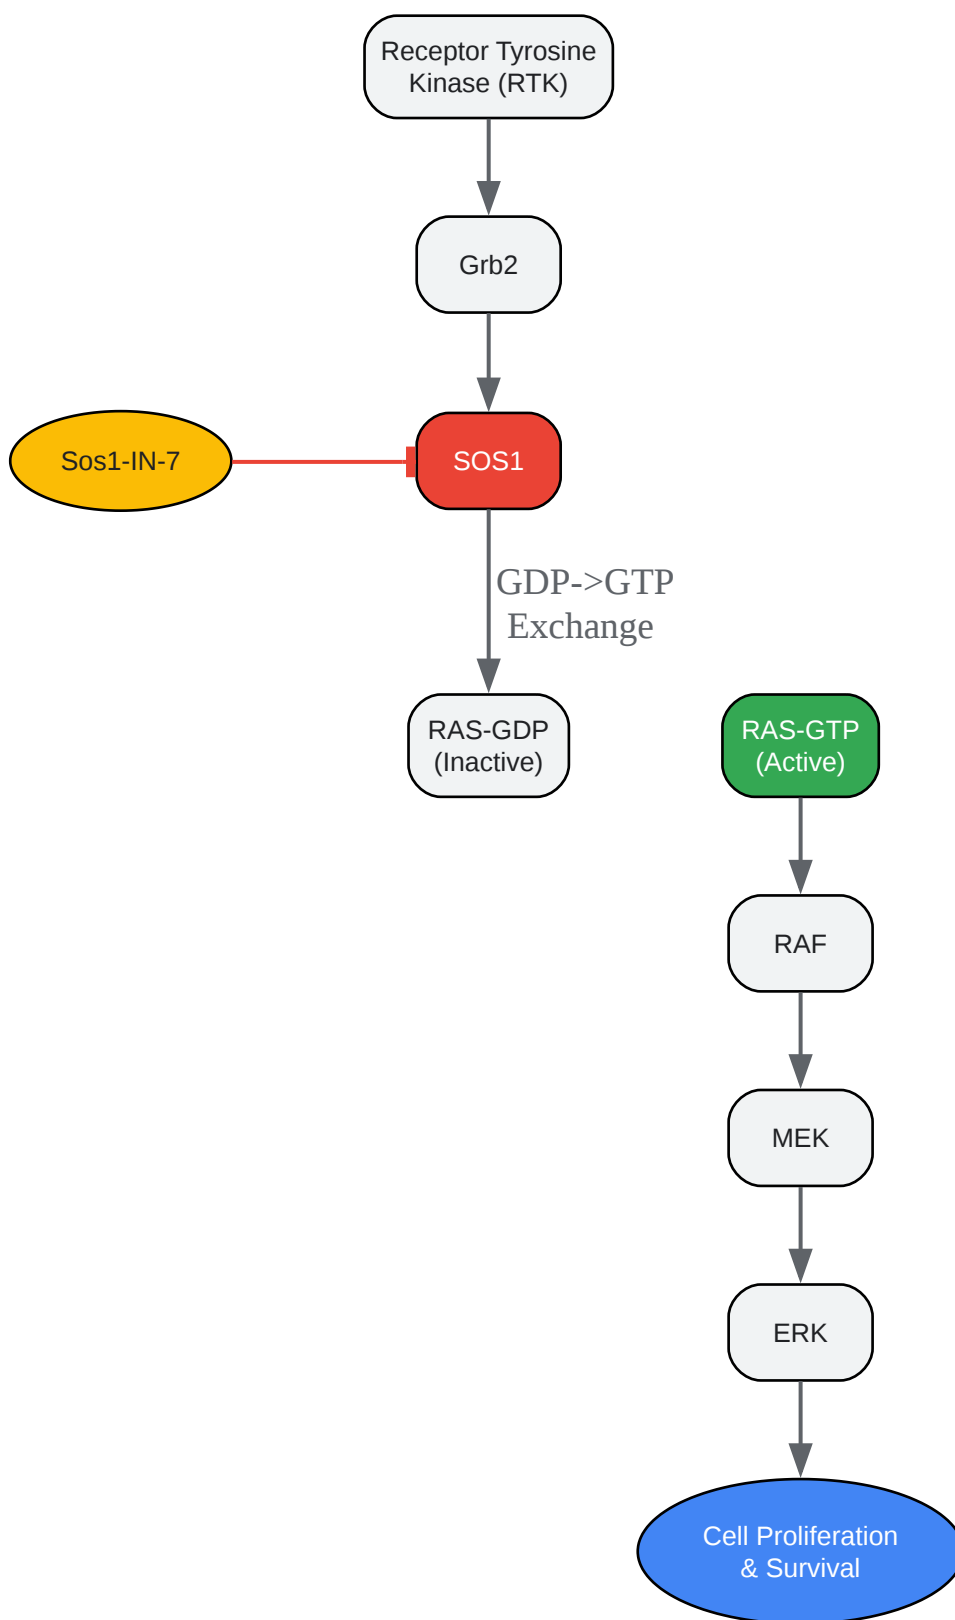 Receptor Tyrosine
Kinase (RTK)
Grb2
Sos1-IN-7
SOS1
GDP->GTP
Exchange
RAS-GDP
(Inactive)
RAS-GTP
(Active)
RAF
MEK
ERK
Cell Proliferation
& Survival